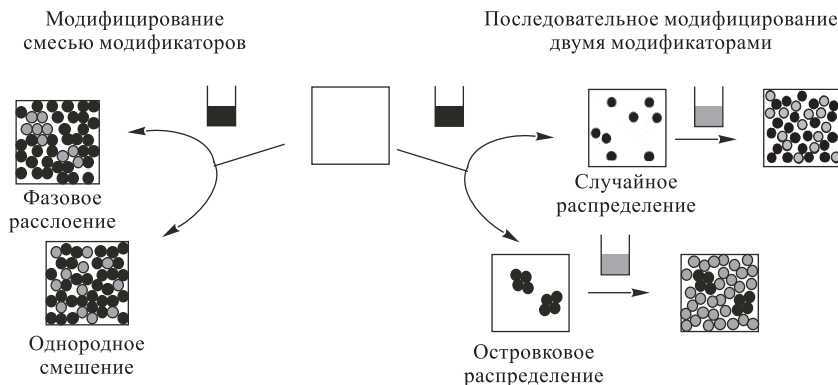 Модифицирование
смесью модификаторов
Последовательное модифицирование
двумя модификаторами
Фазовое
расслоение
Случайное
распределение
Однородное
смешение
Островковое
распределение